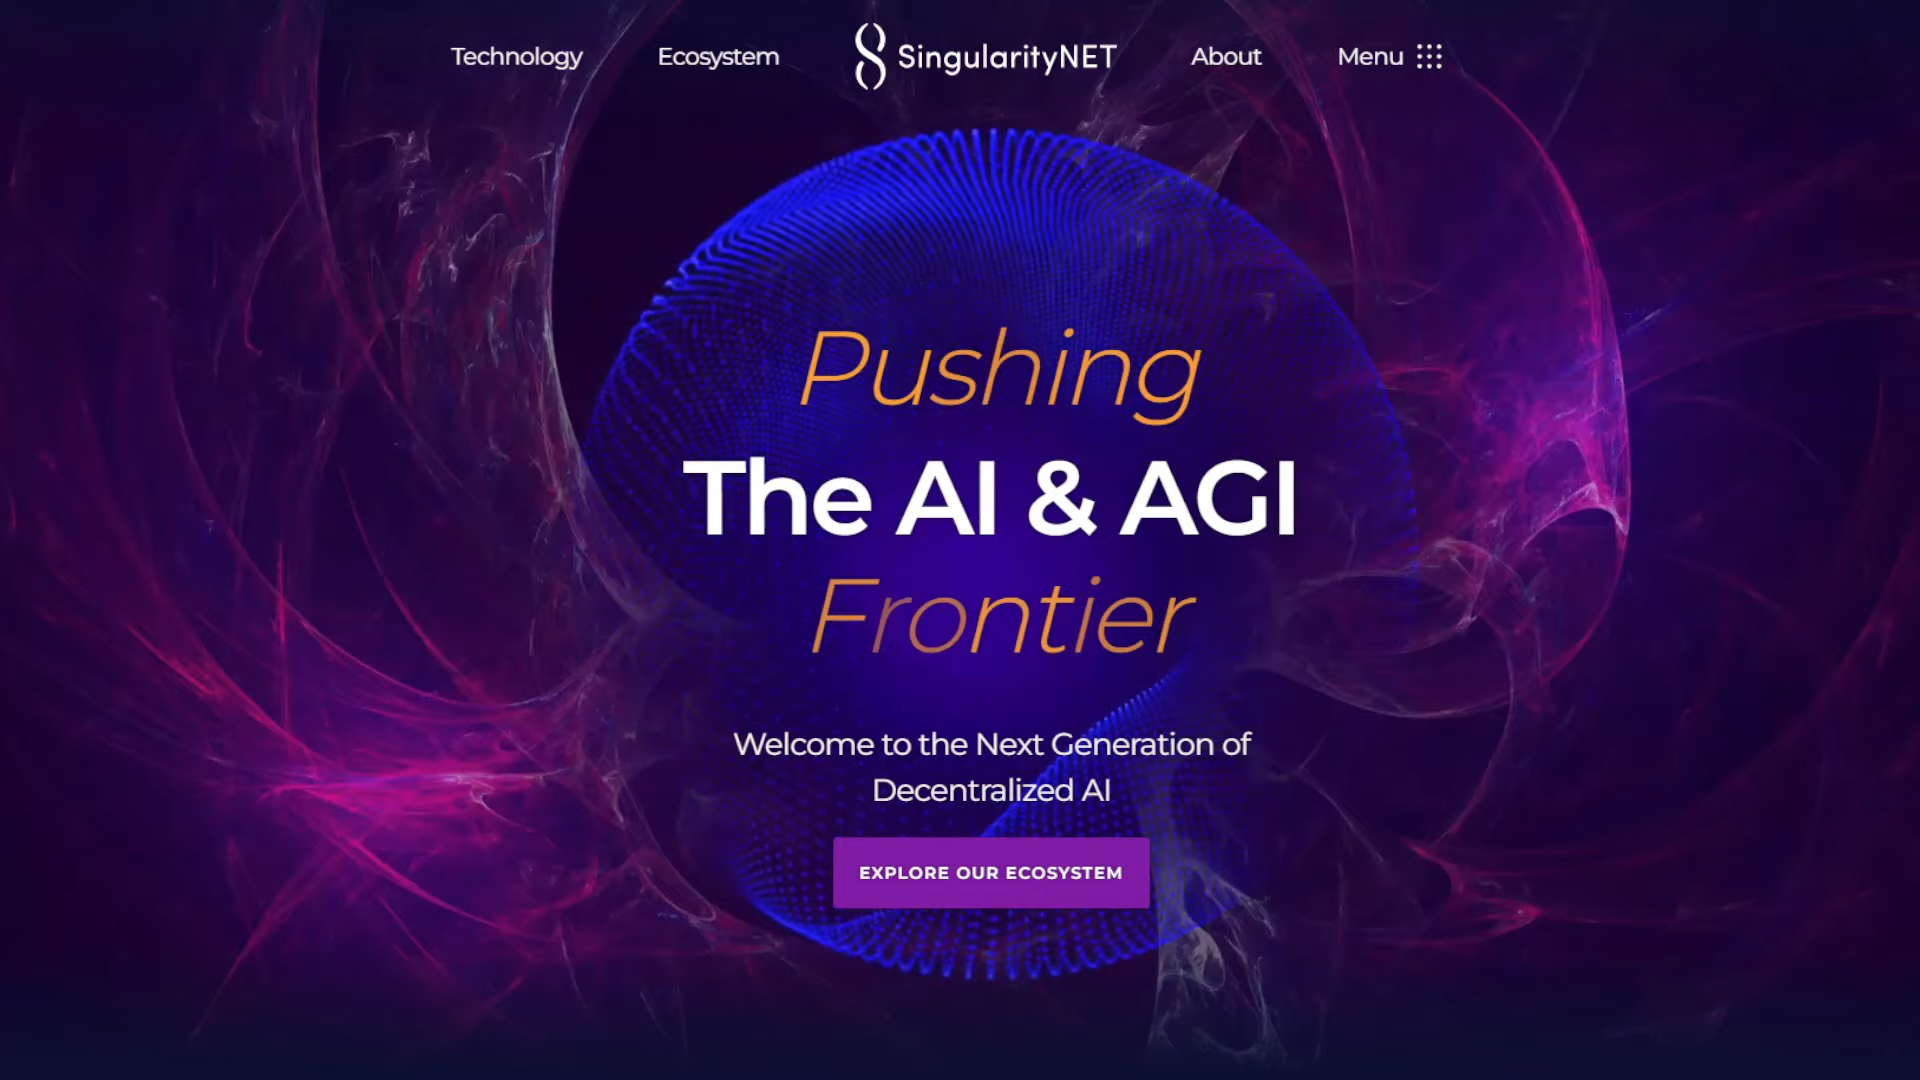 Technology
Ecosystem
SingularityNET
About
Menu
Pushing
The AI & AGI
Frontier
Welcome to the Next Generation of
Decentralized AI
EXPLORE OUR ECOSYSTEM